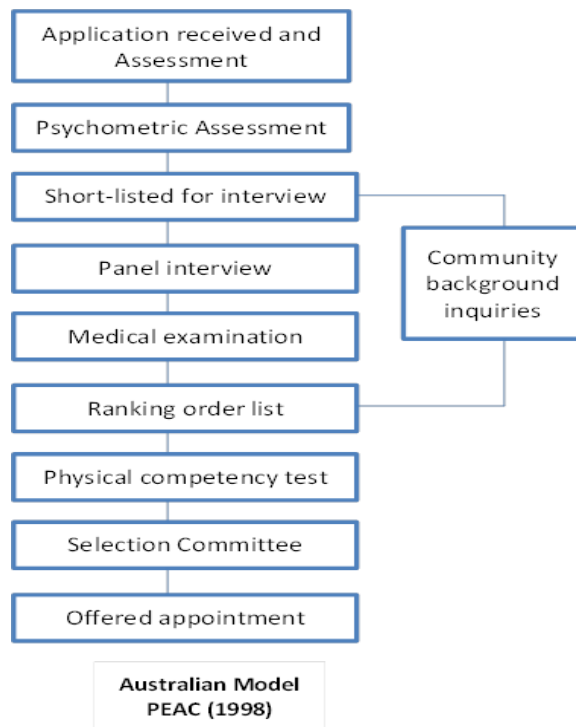 Application received and
Assessment
Psychometric Assessment
Short-listed for interview
Community
background
inquiries
Panel interview
Medical examination
Ranking order list
Physical competency test
Selection Committee
Offered appointment
Australian Model
PEAC (1998)